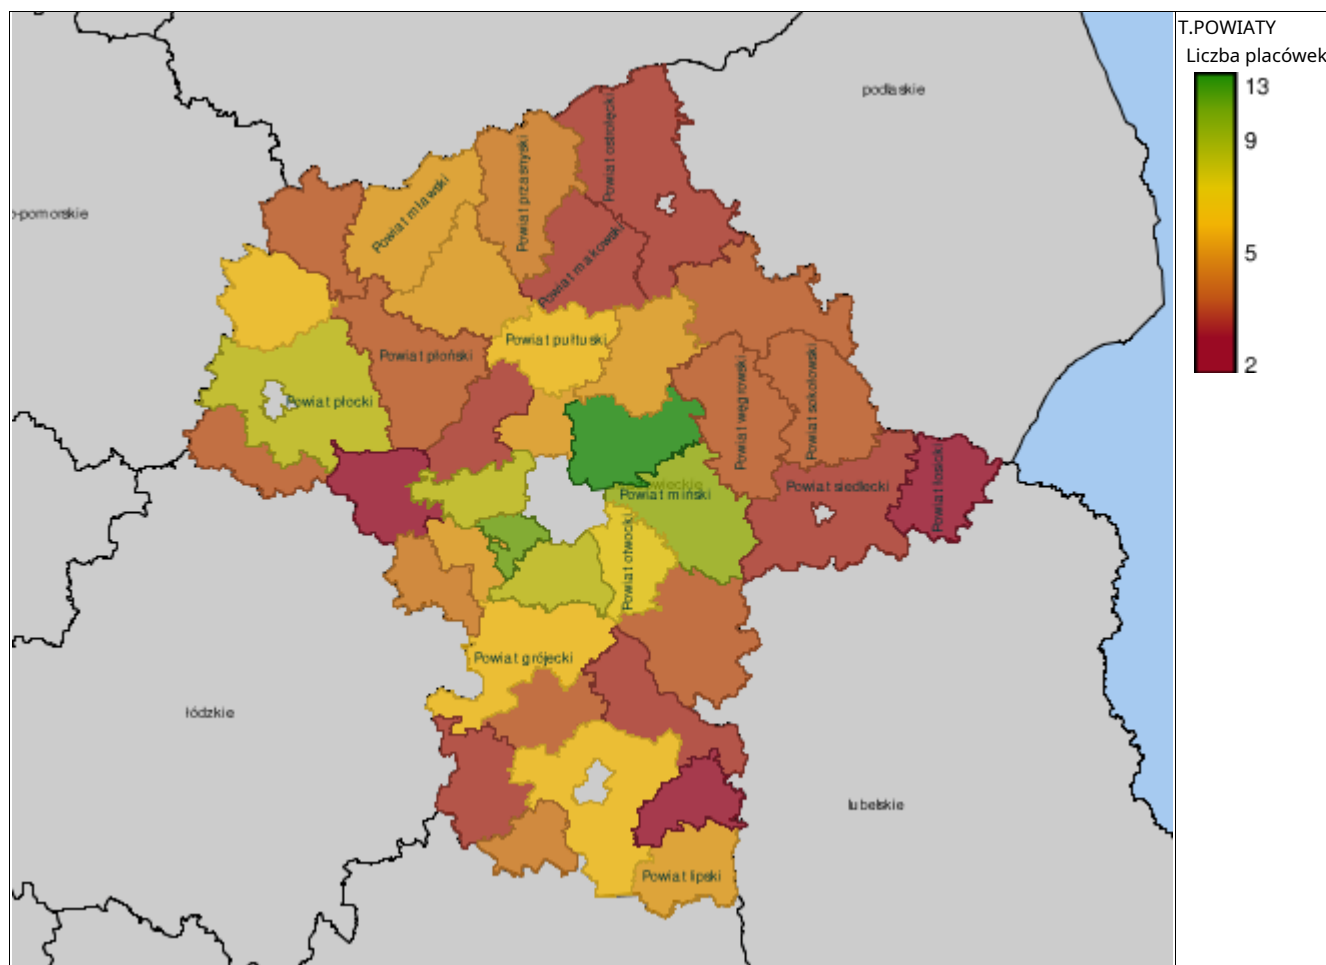 T.POWIATY
Liczba placówek
13
9
5
2
podlaskie
o-pomorskie
łódzkie
lubelskie
Powiat ostrołęcki
Powiat przasnyski
Powiat mławski
Powiat makowski
Powiat pułtuski
Powiat płoński
Powiat płocki
Powiat węgrowski
Powiat sokołowski
Powiat siedlecki
Powiat łosicki
wieckie
Powiat miński
Powiat otwocki
Powiat grójecki
Powiat lipski